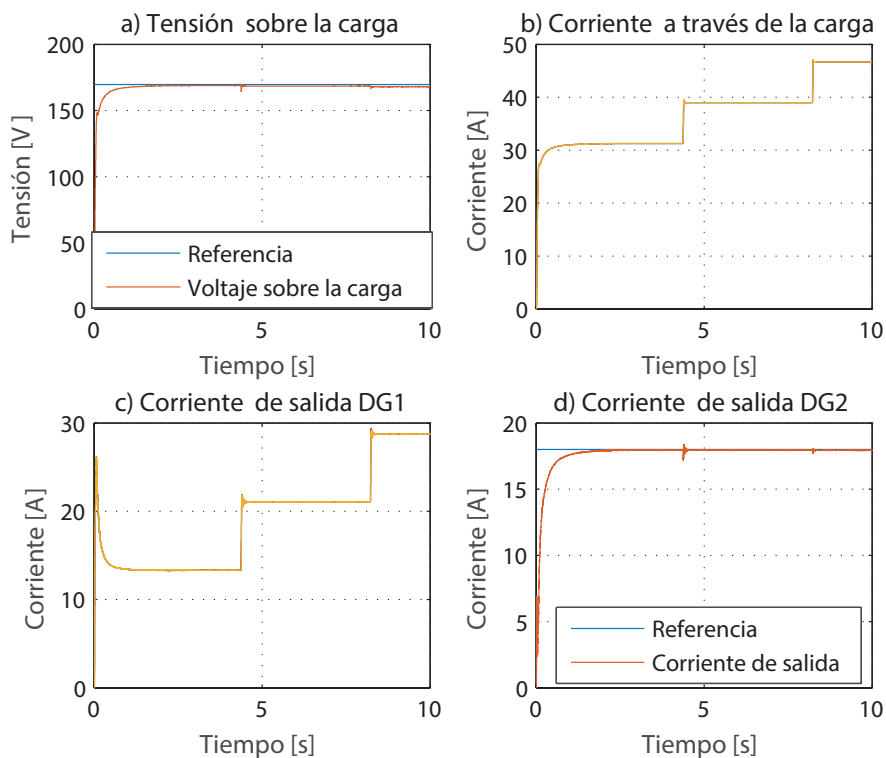 a) Tensión sobre la carga
200
150
100
50
0
Tensión [V ]
Referencia
Voltaje sobre la carga
0 5 10
Tiempo [s]
b) Corriente a través de la carga
50
40
30
20
10
0
Corriente [A]
0 5 10
Tiempo [s]
c) Corriente de salida DG1
30
20
10
0
Corriente [A]
0 5 10
Tiempo [s]
d) Corriente de salida DG2
20
15
10
5
0
Corriente [A]
Referencia
Corriente de salida
0 5 10
Tiempo [s]